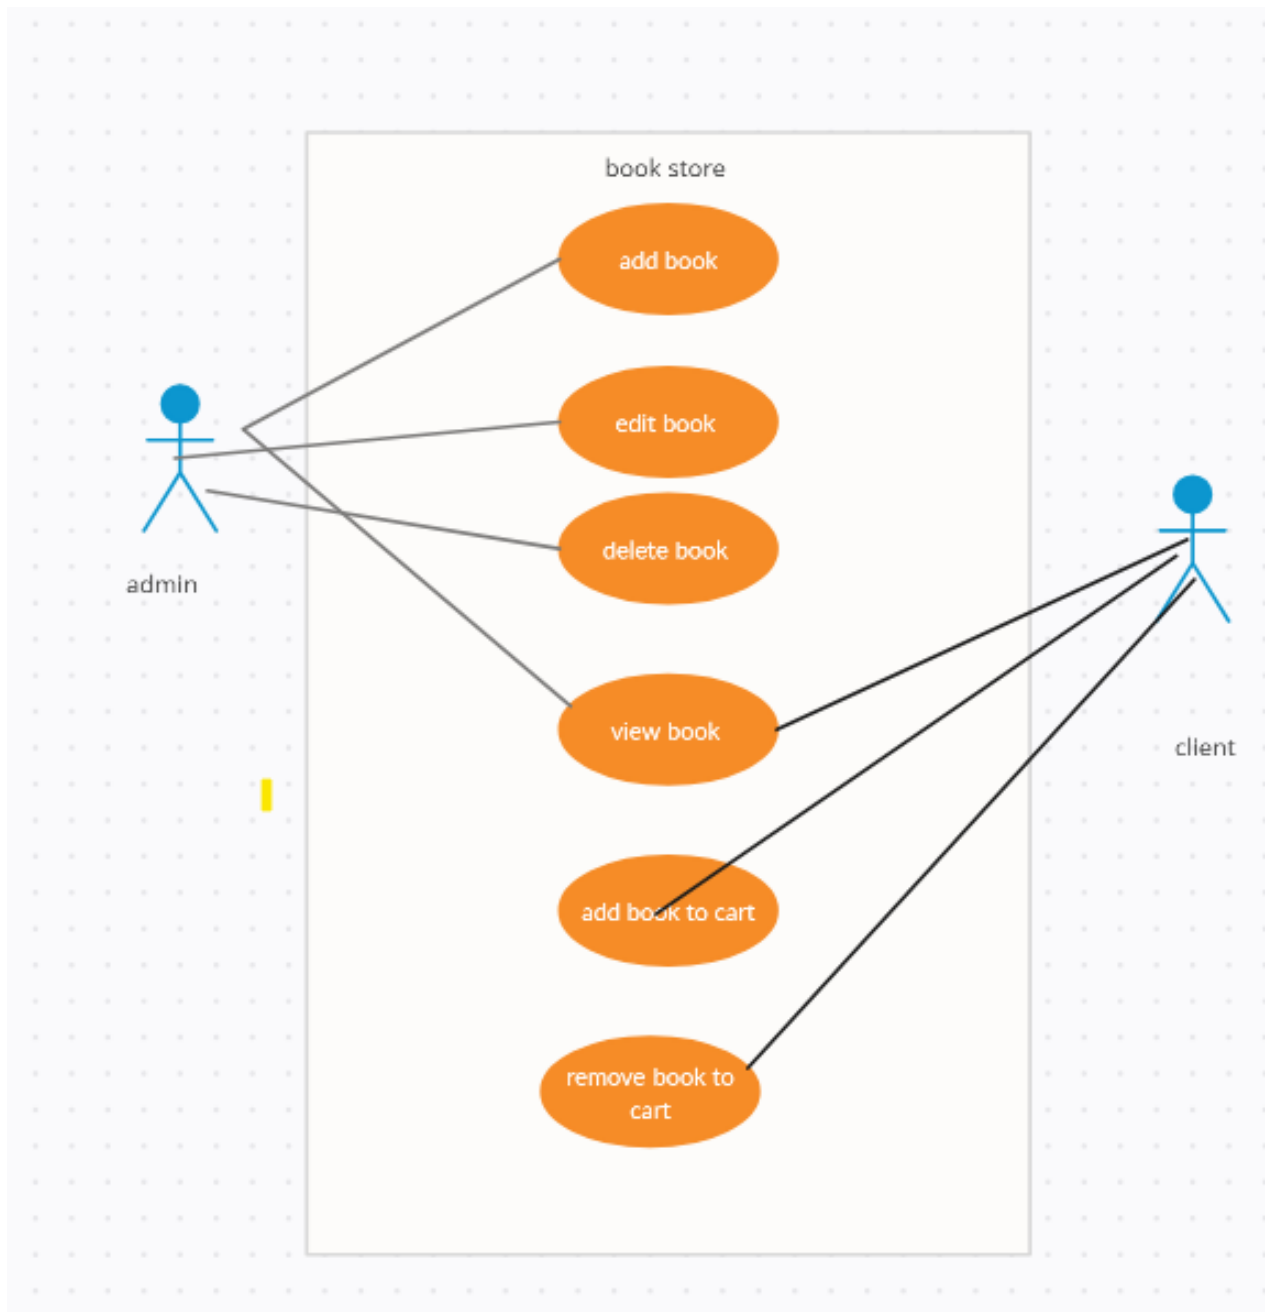 book store
add book
edit book
delete book
admin
view book
client
add book to cart
remove book to
cart